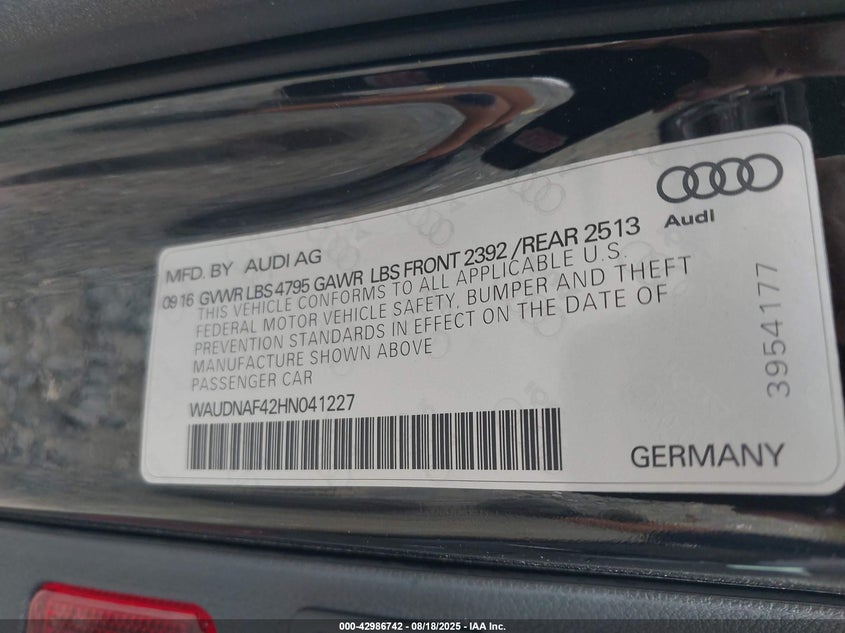 Audi
MFD. BY AUDI AG
09 16 GVWR LBS 4795 GAWR LBS FRONT 2392 /REAR 2513
THIS VEHICLE CONFORMS TO ALL APPLICABLE U.S.
FEDERAL MOTOR VEHICLE SAFETY, BUMPER AND THEFT
PREVENTION STANDARDS IN EFFECT ON THE DATE OF
MANUFACTURE SHOWN ABOVE
PASSENGER CAR
WAUDNAF42HN041227
3954177
GERMANY
000-42986742 - 08/18/2025 - IAA Inc.